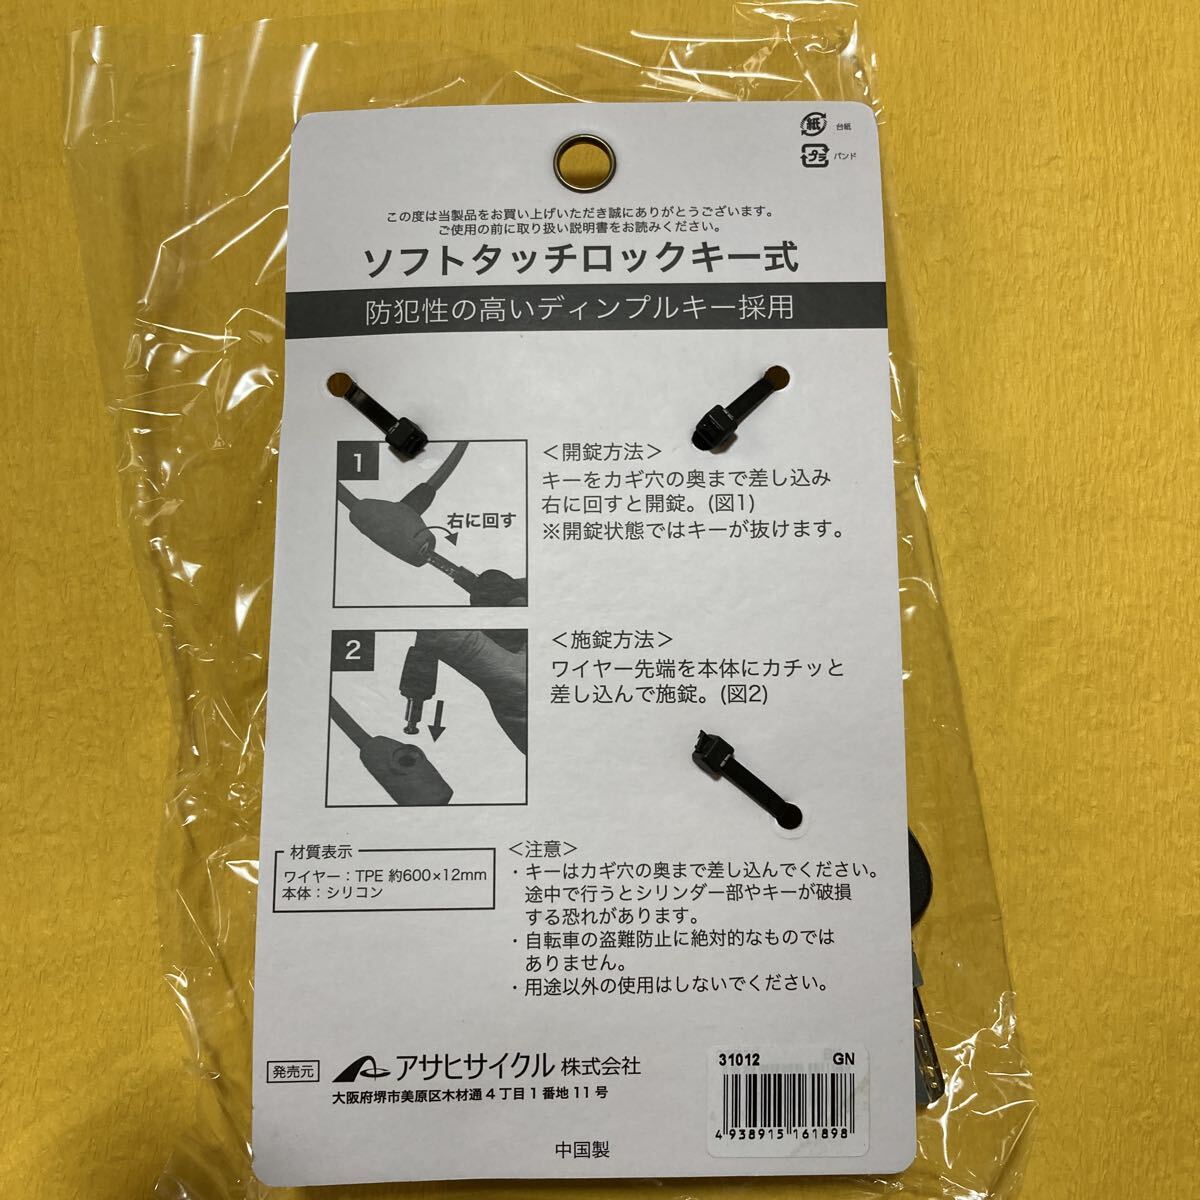 紙
台紙
プラ
バンド
この度は当製品をお買い上げいただき誠にありがとうございます。
ご使用の前に取り扱い説明書をお読みください。
ソフトタッチロックキー式
防犯性の高いディンプルキー採用
1
右に回す
＜開錠方法＞
キーをカギ穴の奥まで差し込み
右に回すと開錠。(図1)
※開錠状態ではキーが抜けます。
2
＜施錠方法＞
ワイヤー先端を本体にカチッと
差し込んで施錠。(図2)
材質表示
ワイヤー：TPE 約600×12mm
本体：シリコン
＜注意＞
・キーはカギ穴の奥まで差し込んでください。
途中で行うとシリンダー部やキーが破損
する恐れがあります。
・自転車の盗難防止に絶対的なものでは
ありません。
・用途以外の使用はしないでください。
発売元
アサヒサイクル 株式会社
大阪府堺市美原区木材通４丁目１番地11号
中国製
31012 GN
4 938915 161898